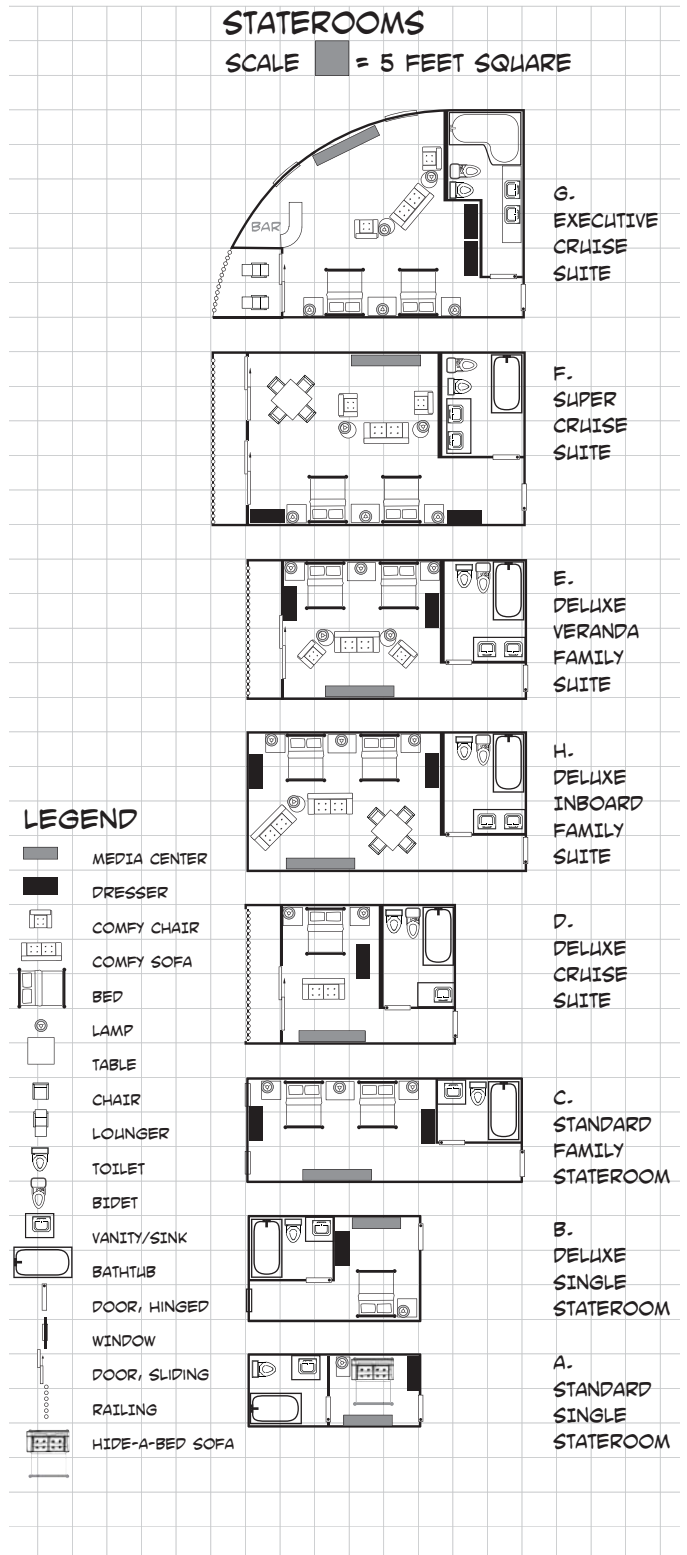 STATEROOMS
SCALE = 5 FEET SQUARE
BAR
G.
EXECUTIVE
CRUISE
SUITE
F.
SUPER
CRUISE
SUITE
E.
DELUXE
VERANDA
FAMILY
SUITE
H.
DELUXE
INBOARD
FAMILY
SUITE
D.
DELUXE
CRUISE
SUITE
C.
STANDARD
FAMILY
STATEROOM
B.
DELUXE
SINGLE
STATEROOM
A.
STANDARD
SINGLE
STATEROOM
LEGEND
MEDIA CENTER
DRESSER
COMFY CHAIR
COMFY SOFA
BED
LAMP
TABLE
CHAIR
LOUNGER
TOILET
BIDET
VANITY/SINK
BATHTUB
DOOR, HINGED
WINDOW
DOOR, SLIDING
RAILING
HIDE-A-BED SOFA